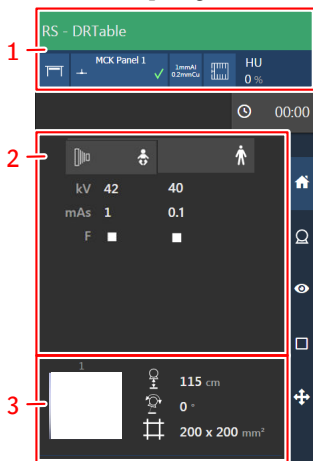 RS - DRTable
1
MCK Panel 1
1mmAl
0.2mmCu
HU
0 %
00:00
2
kV 42 40
mAs 1 0.1
F
1
115 cm
0 °
3
200 x 200 mm²